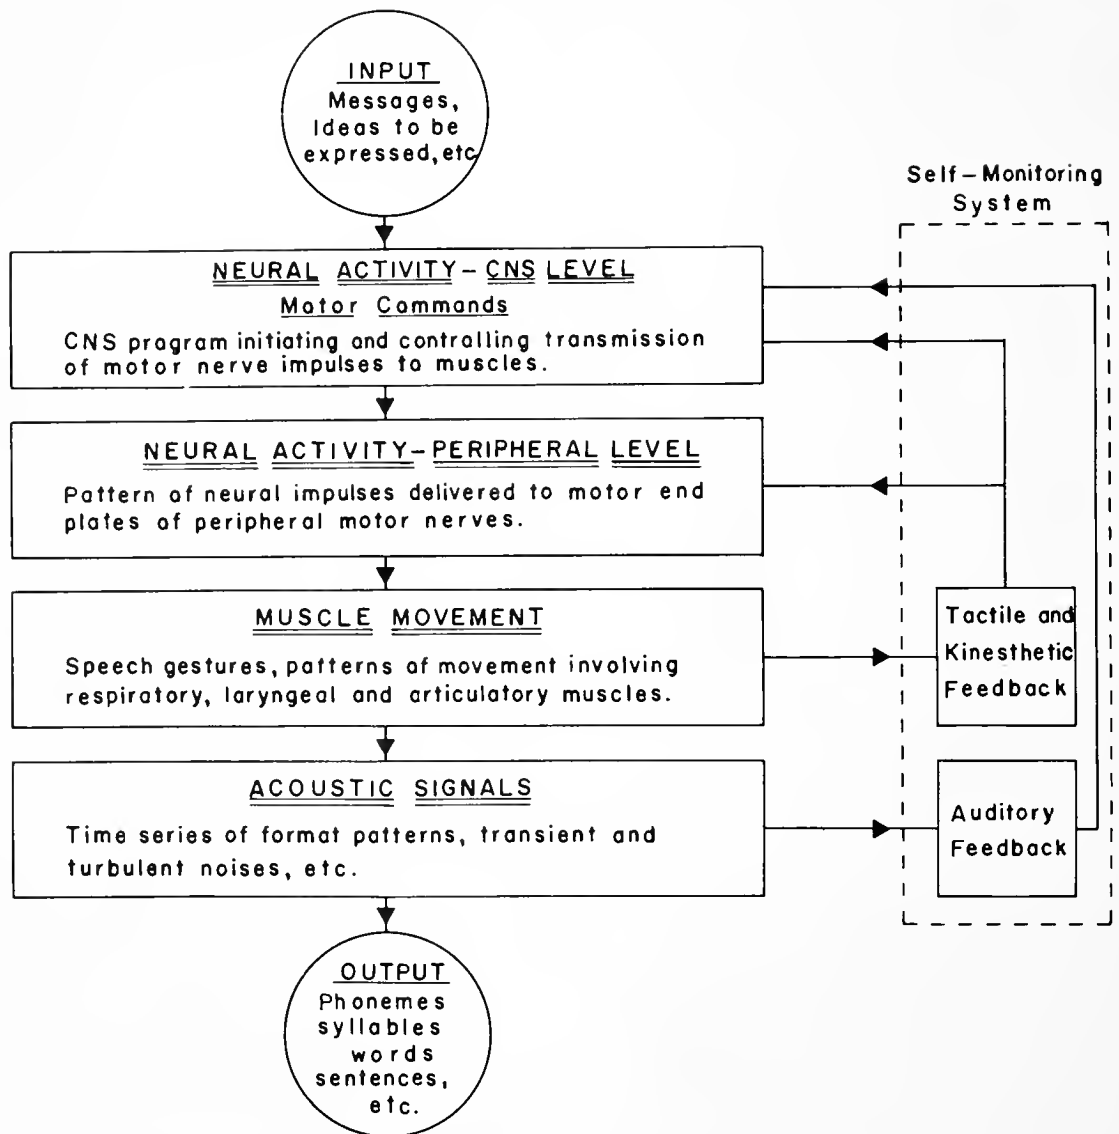 INPUT
Messages,
Ideas to be
expressed, etc
Self-Monitoring
System
NEURAL ACTIVITY - CNS LEVEL
Motor Commands
CNS program initiating and controlling transmission
of motor nerve impulses to muscles.
NEURAL ACTIVITY - PERIPHERAL LEVEL
Pattern of neural impulses delivered to motor end
plates of peripheral motor nerves.
MUSCLE MOVEMENT
Speech gestures, patterns of movement involving
respiratory, laryngeal and articulatory muscles.
Tactile and
Kinesthetic
Feedback
ACOUSTIC SIGNALS
Time series of format patterns, transient and
turbulent noises, etc.
Auditory
Feedback
OUTPUT
Phonemes
syllables
words
sentences,
etc.